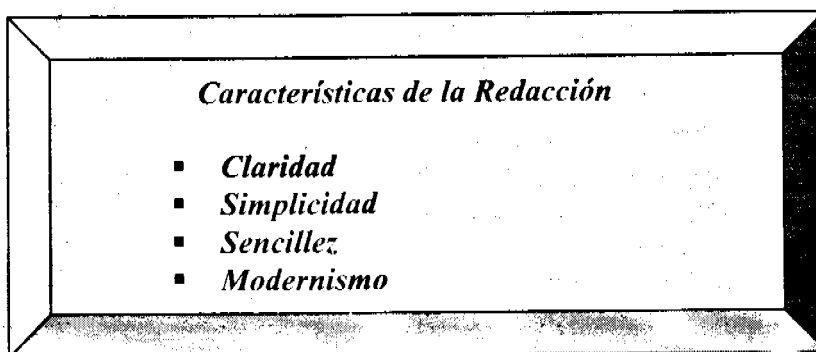 Características de la Redacción
▪ Claridad
▪ Simplicidad
▪ Sencillez
▪ Modernismo